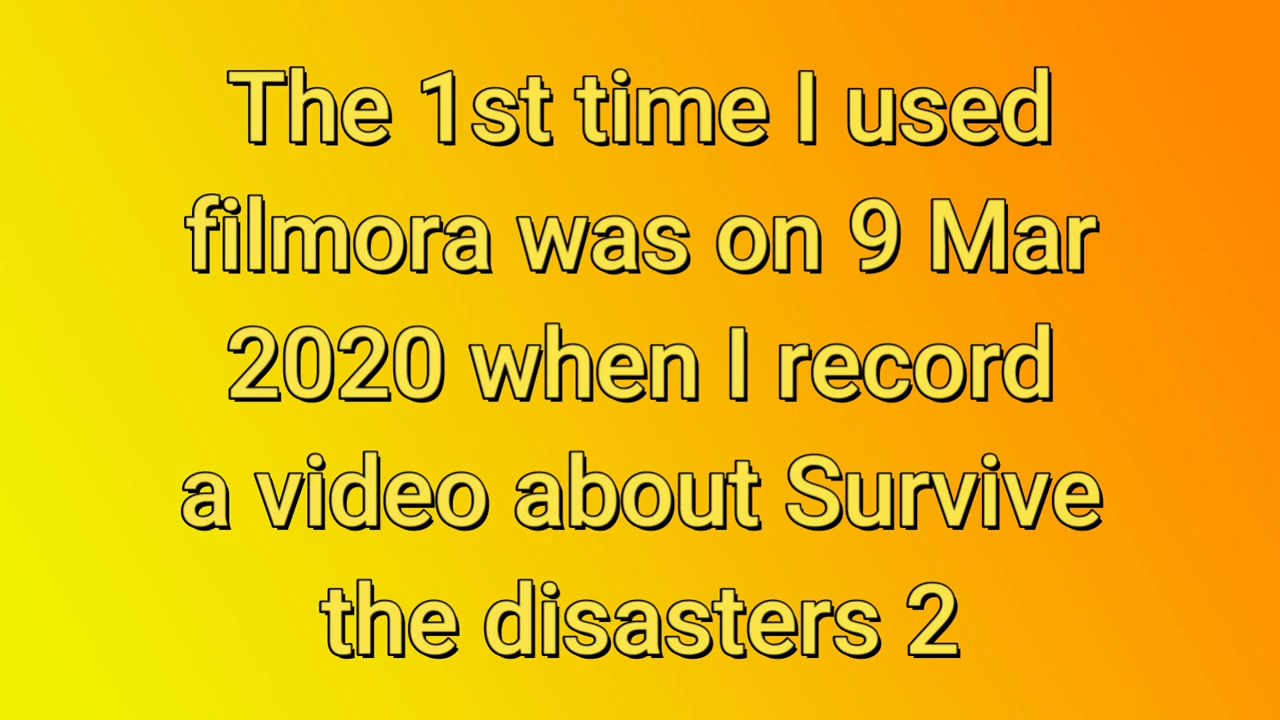 The 1st time I used
filmora was on 9 Mar
2020 when I record
a video about Survive
the disasters 2